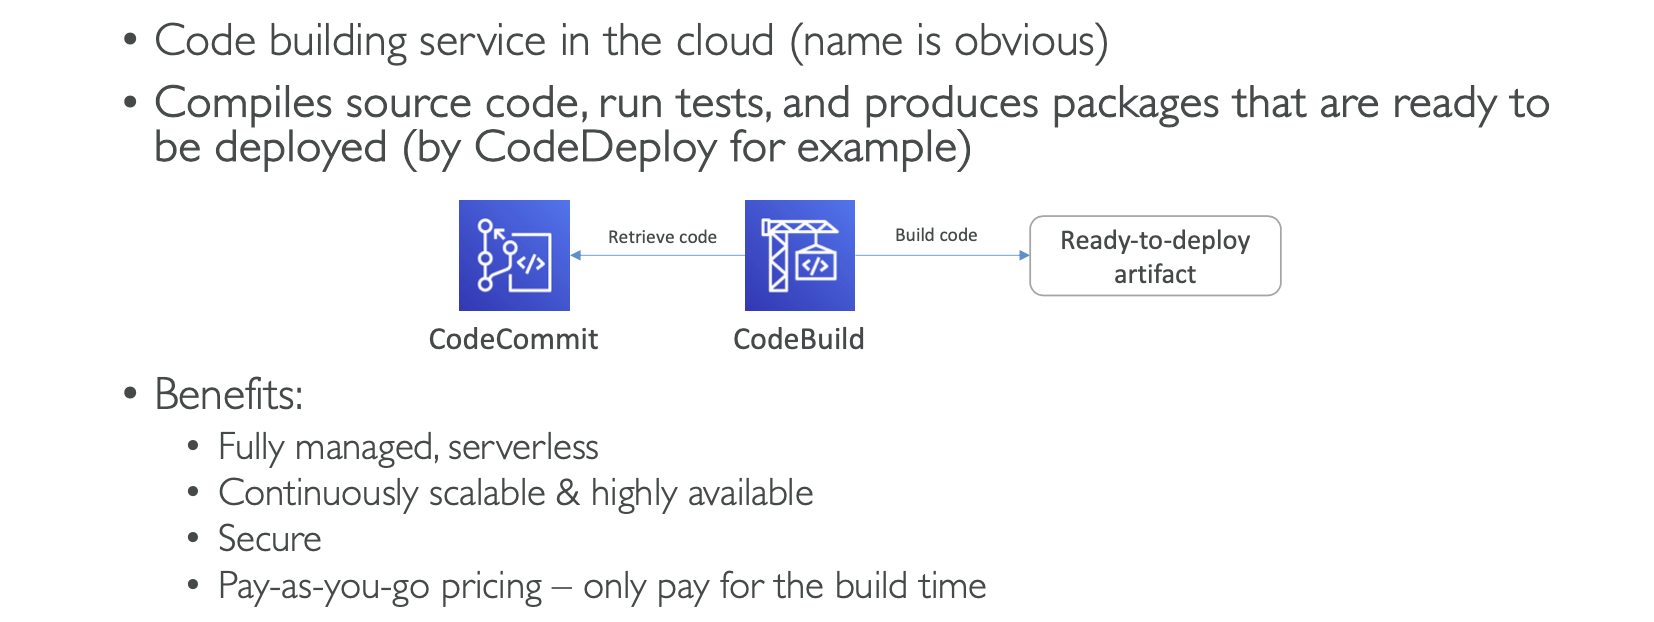 • Code building service in the cloud (name is obvious)
• Compiles source code, run tests, and produces packages that are ready to
be deployed (by CodeDeploy for example)
Retrieve code
Build code
Ready-to-deploy
artifact
CodeCommit
CodeBuild
• Benefits:
• Fully managed, serverless
• Continuously scalable & highly available
• Secure
• Pay-as-you-go pricing – only pay for the build time